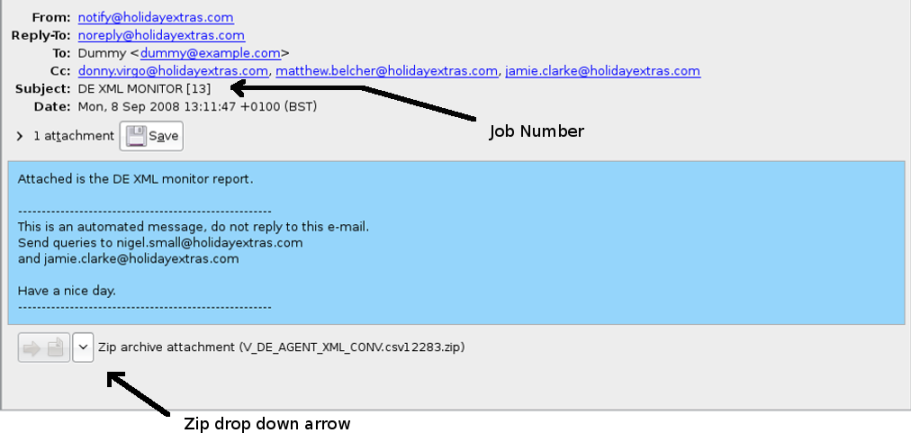 From: notify@holidayextras.com
Reply-To: noreply@holidayextras.com
To: Dummy <dummy@example.com>
Cc: donny.virgo@holidayextras.com, matthew.belcher@holidayextras.com, jamie.clarke@holidayextras.com
Subject: DE XML MONITOR [13]
Date: Mon, 8 Sep 2008 13:11:47 +0100 (BST)
Job Number
1 attachment Save
Attached is the DE XML monitor report.
------------------------------------------------------
This is an automated message, do not reply to this e-mail.
Send queries to nigel.small@holidayextras.com
and jamie.clarke@holidayextras.com
Have a nice day.
------------------------------------------------------
Zip archive attachment (V_DE_AGENT_XML_CONV.csv12283.zip)
Zip drop down arrow